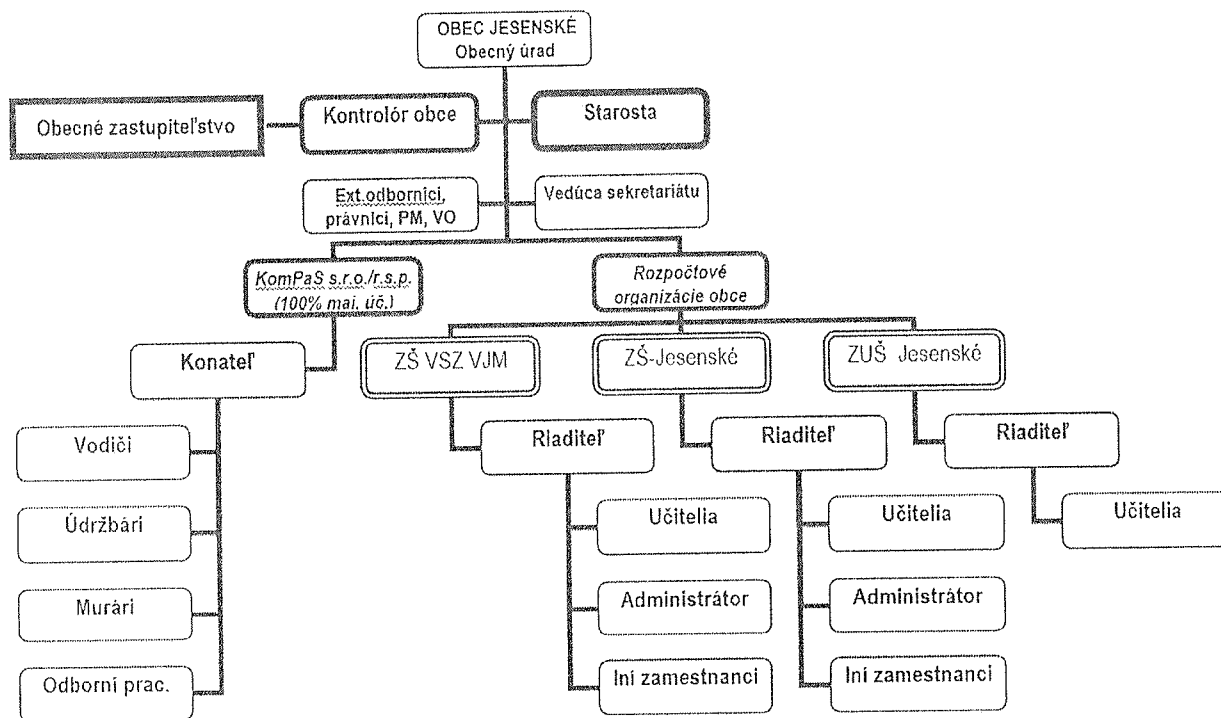 OBEC JESENSKÉ
Obecný úrad
Obecné zastupiteľstvo
Kontrolór obce
Starosta
Ext.odborníci,
právníci, PM, VO
Vedúca sekretariátu
KomPaS s.r.o./r.s.p.
(100% maj. úč.)
Rozpočtové
organizácie obce
Konateľ
ZŠ VSZ VJM
ZŠ-Jesenské
ZUŠ Jesenské
Vodiči
Riaditeľ
Riaditeľ
Riaditeľ
Údržbári
Učitelia
Učitelia
Učitelia
Murári
Administrátor
Administrátor
Odborní prac.
Iní zamestnanci
Iní zamestnanci